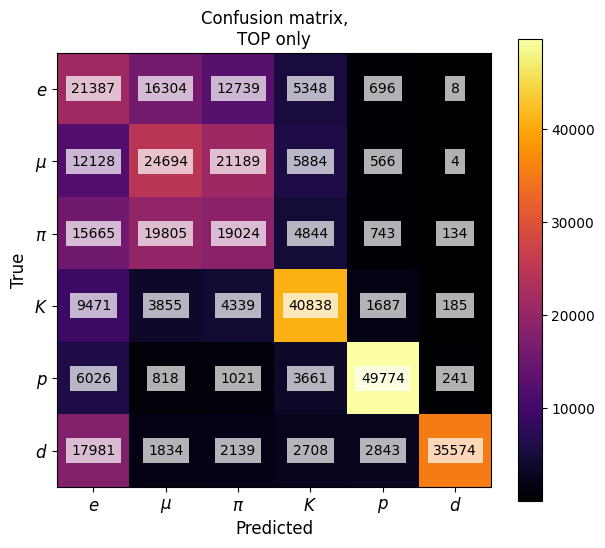 Confusion matrix,
TOP only
True
e 21387 16304 12739 5348 696 8
μ 12128 24694 21189 5884 566 4
π 15665 19805 19024 4844 743 134
K 9471 3855 4339 40838 1687 185
p 6026 818 1021 3661 49774 241
d 17981 1834 2139 2708 2843 35574
e μ π K p d
Predicted
40000
30000
20000
10000